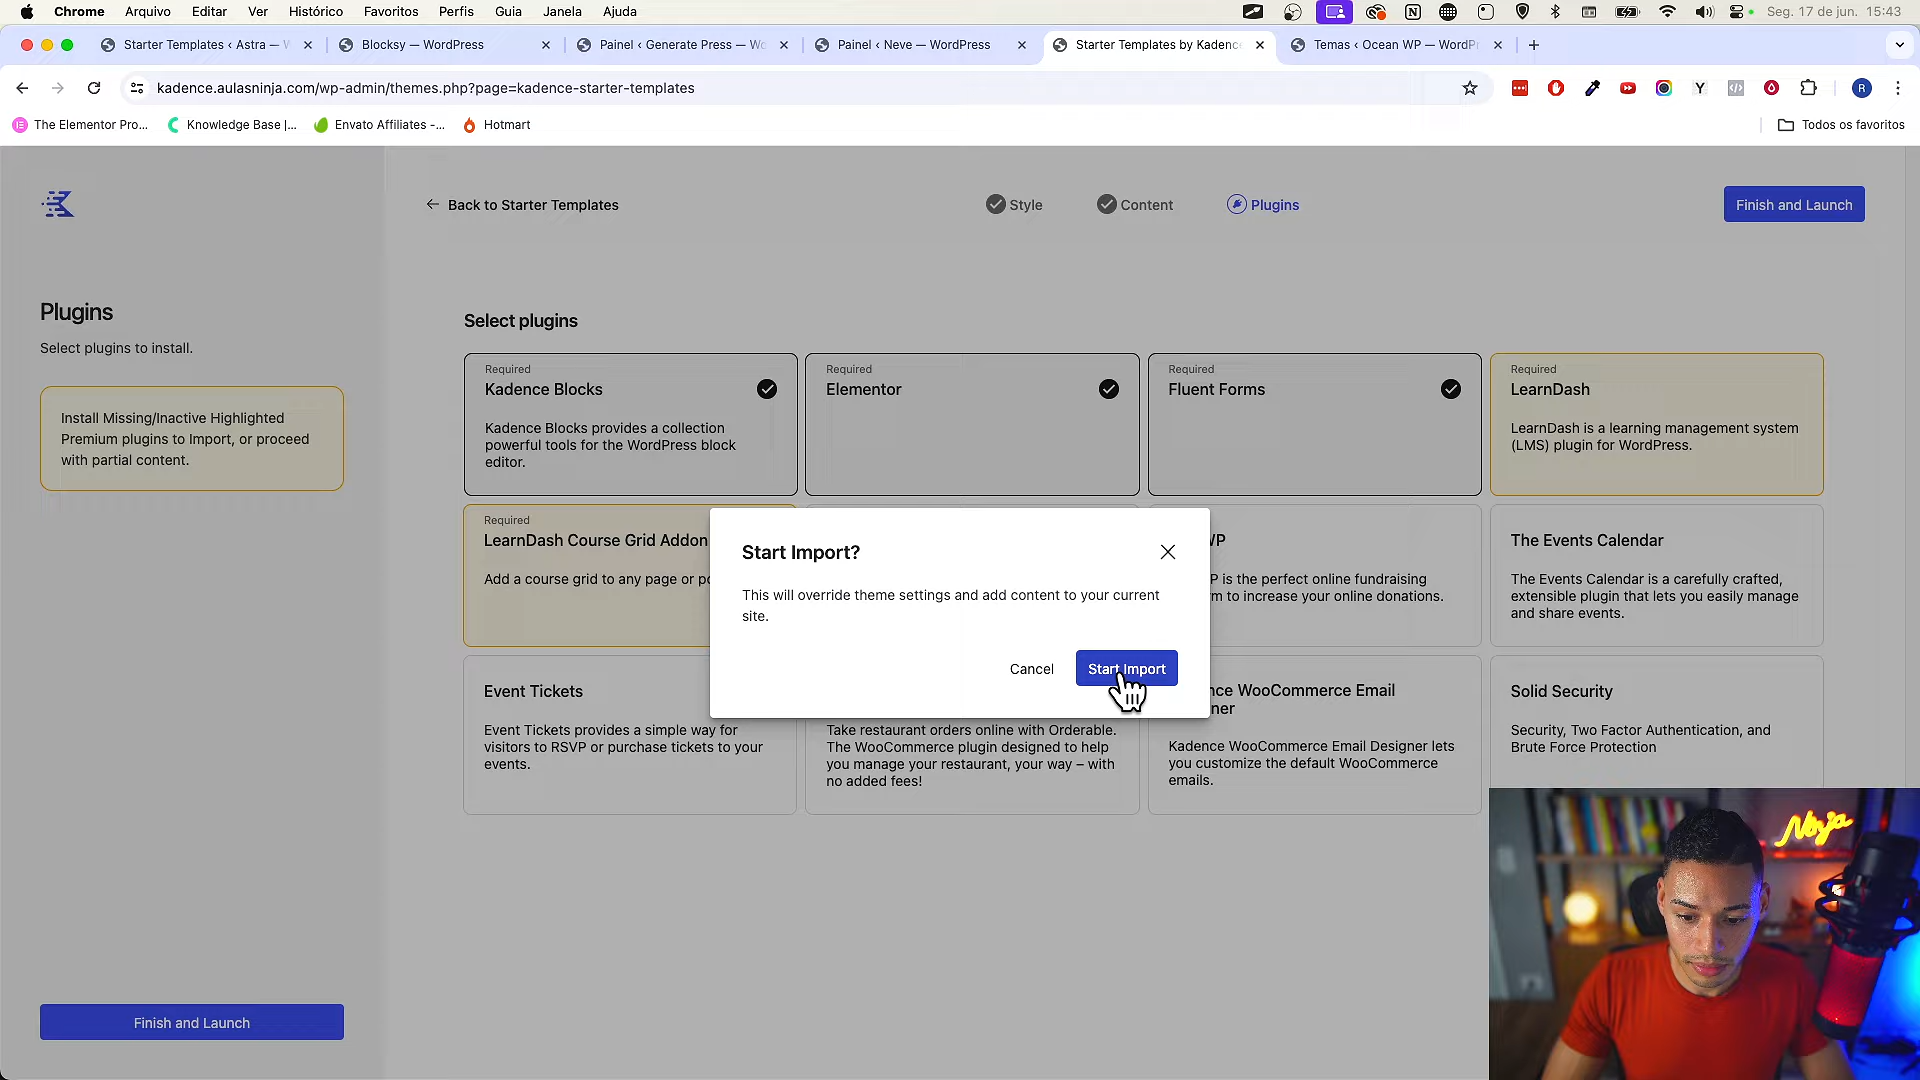 Chrome Arquivo Editar Ver Histórico Favoritos Perfis Guia Janela Ajuda
Seg. 17 de jun. 15:43
Starter Templates ‹ Astra —
Blocksy — WordPress
Painel ‹ Generate Press —
Painel ‹ Neve — WordPress
Starter Templates by Kadence
Temas ‹ Ocean WP —
kadence.aulasninja.com/wp-admin/themes.php?page=kadence-starter-templates
R
The Elementor Pro...
Knowledge Base |...
Envato Affiliates -...
Hotmart
Todos os favoritos
Back to Starter Templates
Style
Content
Plugins
Finish and Launch
Plugins
Select plugins to install.
Install Missing/Inactive Highlighted
Premium plugins to Import, or proceed
with partial content.
Select plugins
Required
Kadence Blocks
Kadence Blocks provides a collection
powerful tools for the WordPress block
editor.
Required
Elementor
Required
Fluent Forms
Required
LearnDash
LearnDash is a learning management system
(LMS) plugin for WordPress.
Required
LearnDash Course Grid Addon
Add a course grid to any page or
P is the perfect online fundraising
to increase your online donations.
The Events Calendar
The Events Calendar is a carefully crafted,
extensible plugin that lets you easily manage
and share events.
Start Import?
This will override theme settings and add content to your current
site.
Cancel
Start Import
Event Tickets
Event Tickets provides a simple way for
visitors to RSVP or purchase tickets to your
events.
Take restaurant orders online with Orderable.
The WooCommerce plugin designed to help
you manage your restaurant, your way – with
no added fees!
WooCommerce Email
Kadence WooCommerce Email Designer lets
you customize the default WooCommerce
emails.
Solid Security
Security, Two Factor Authentication, and
Brute Force Protection
Ninja
Finish and Launch